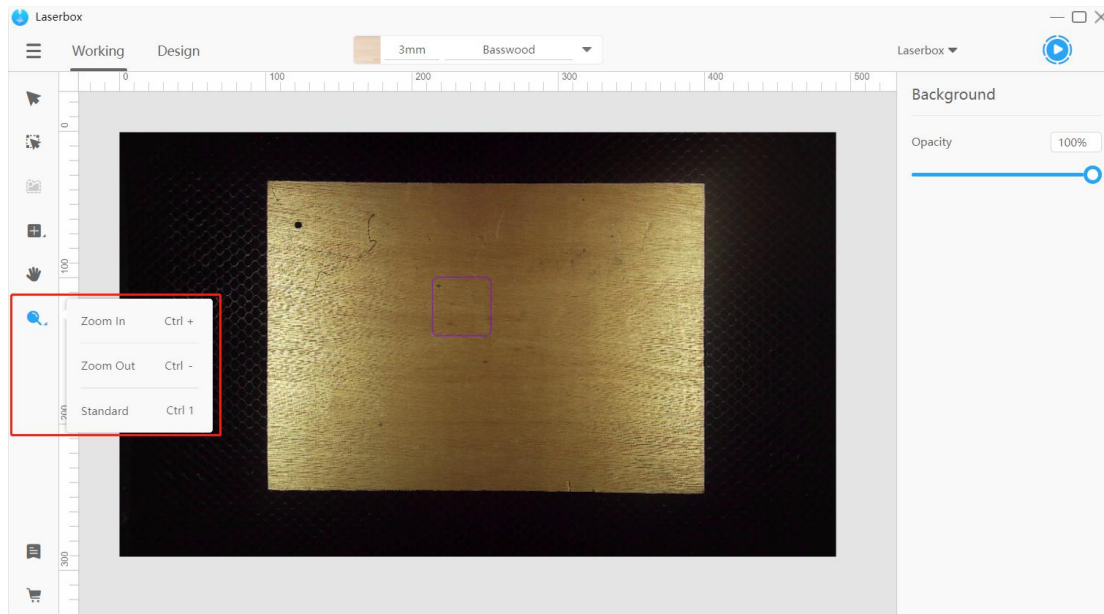 Laserbox
Working Design 3mm Basswood Laserbox
0 100 200 300 400 500
Background
Opacity 100%
0
100
200
300
Zoom In Ctrl +
Zoom Out Ctrl -
Standard Ctrl 1